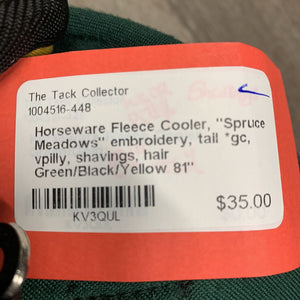 The Tack Collector
1004516-448
Horseware Fleece Cooler, "Spruce
Meadows" embroidery, tail *gc,
vpilly, shavings, hair
Green/Black/Yellow 81"
$35.00
KV3QUL